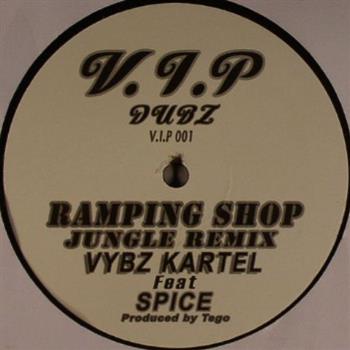 V.I.P
DUBZ
V.I.P 001
RAMPING SHOP
JUNGLE REMIX
VYBZ KARTEL
Feat
SPICE
Produced by Tego